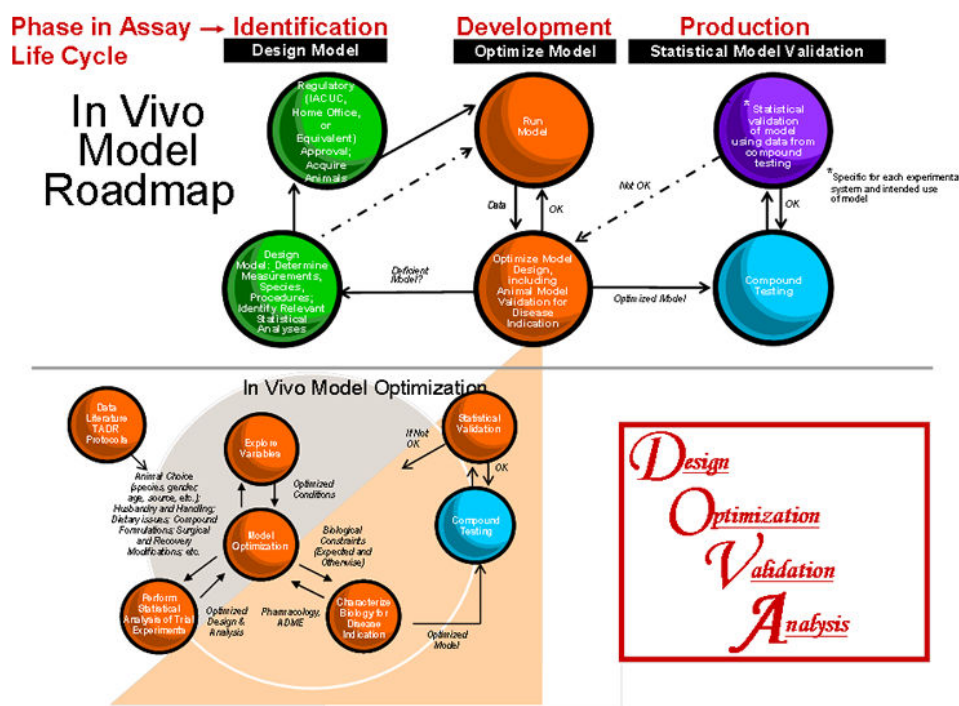 Phase in Assay → Identification
Life Cycle
Development
Production
Design Model
Optimize Model
Statistical Model Validation
In Vivo
Model
Roadmap
Regulatory
(IACUC,
Home Office,
or
Equivalent)
Approval;
Acquire
Animals
Run
Model
* Statistical
validation
of model
using data from
compound
testing
*Specific for each experimenta
system and intended use
of model
Data
OK
Not OK
OK
Design
Model: Determine
Measurements,
Species,
Procedures;
Identify Relevant
Statistical
Analyses
Deficient
Model?
Optimize Model
Design,
Including
Animal Model
Validation for
Disease
Indication
Optimized Model
Compound
Testing
In Vivo Model Optimization
Data
Literature
TADR
Protocols
Explore
Variables
Statistical
Validation
If Not
OK
OK
Animal Choice
(species, gender,
age, source, etc.);
Husbandry and Handling;
Dietary issues; Compound
Formulations; Surgical
and Recovery
Modifications; etc.
Optimized
Conditions
Model
Optimization
Biological
Constraints
(Expected and
Otherwise)
Compound
Testing
Perform
Statistical
Analysis of Trial
Experiments
Optimized
Design &
Analysis
Pharmacology,
ADME
Characterize
Biology for
Disease
Indication
Optimized
Model
Design
Optimization
Validation
Analysis